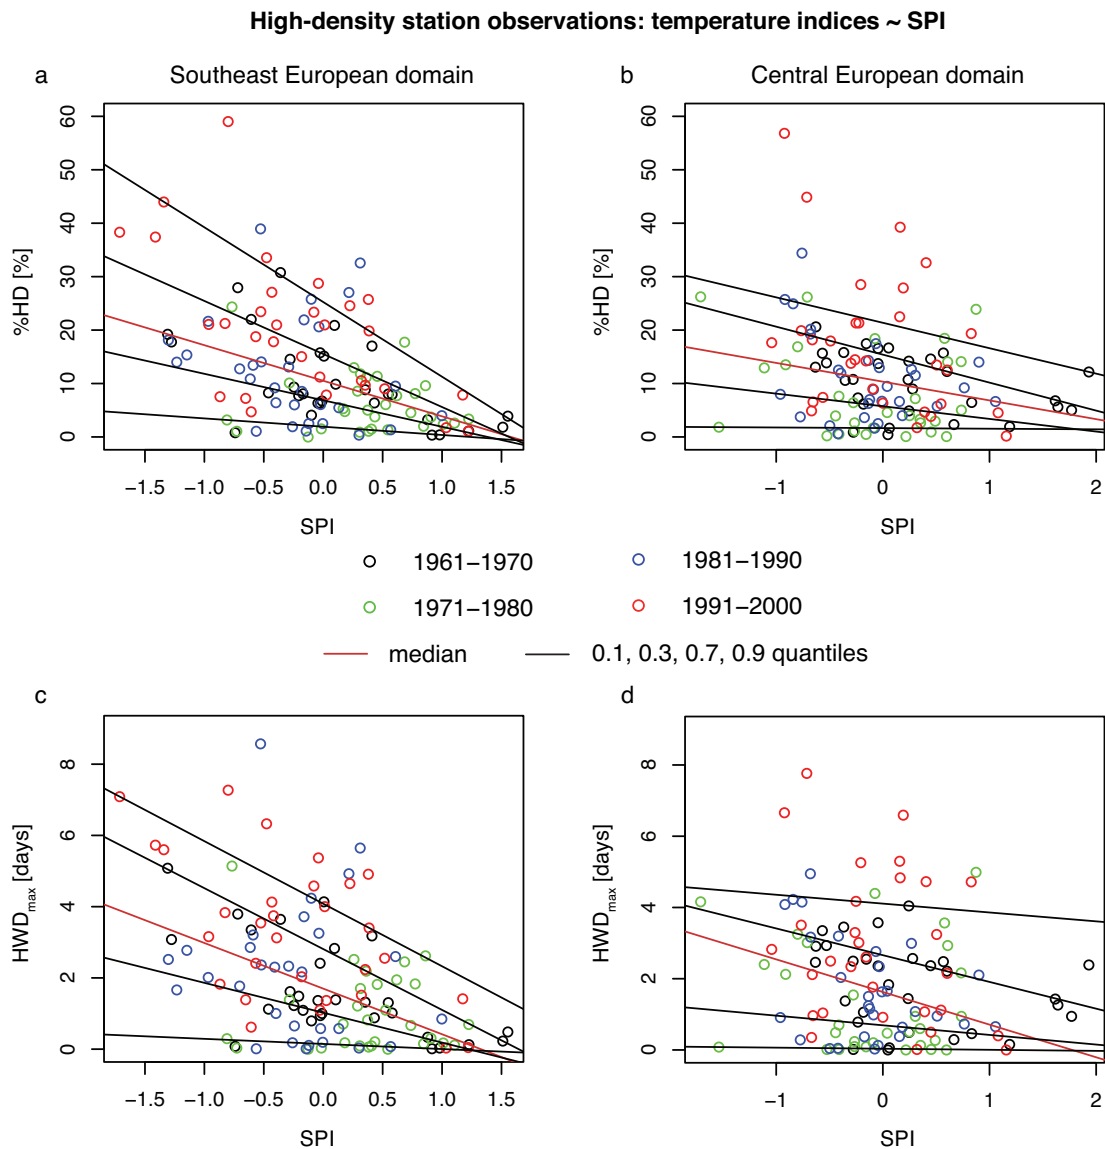 High-density station observations: temperature indices ~ SPI
a Southeast European domain
b Central European domain
%HD [%]
0 10 20 30 40 50 60
−1.5 −1.0 −0.5 0.0 0.5 1.0 1.5
SPI
%HD [%]
0 10 20 30 40 50 60
−1 0 1 2
SPI
1961−1970
1981−1990
1971−1980
1991−2000
median
0.1, 0.3, 0.7, 0.9 quantiles
c
d
HWDmax [days]
0 2 4 6 8
−1.5 −1.0 −0.5 0.0 0.5 1.0 1.5
SPI
HWDmax [days]
0 2 4 6 8
−1 0 1 2
SPI